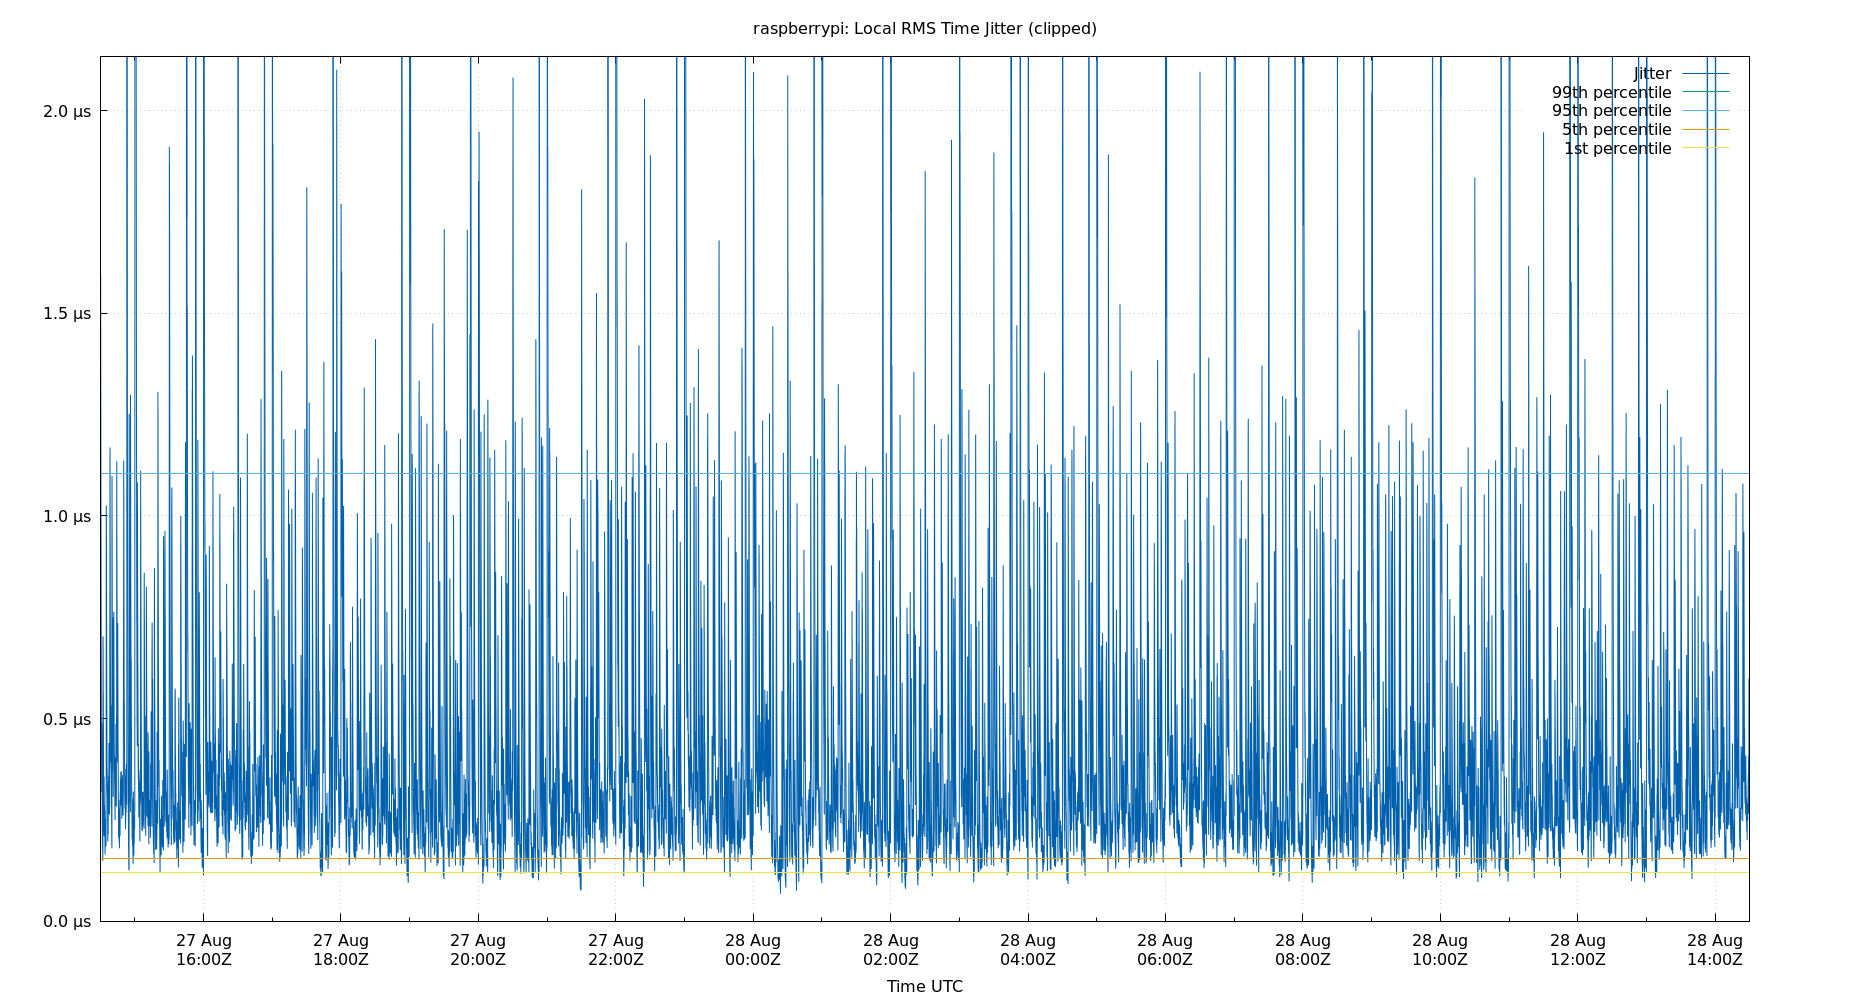 raspberrypi: Local RMS Time Jitter (clipped)
Jitter
99th percentile
95th percentile
5th percentile
1st percentile
2.0 µs
1.5 µs
1.0 µs
0.5 µs
0.0 µs
27 Aug 27 Aug 27 Aug 27 Aug 28 Aug 28 Aug 28 Aug 28 Aug 28 Aug 28 Aug 28 Aug 28 Aug
16:00Z 18:00Z 20:00Z 22:00Z 00:00Z 02:00Z 04:00Z 06:00Z 08:00Z 10:00Z 12:00Z 14:00Z
Time UTC